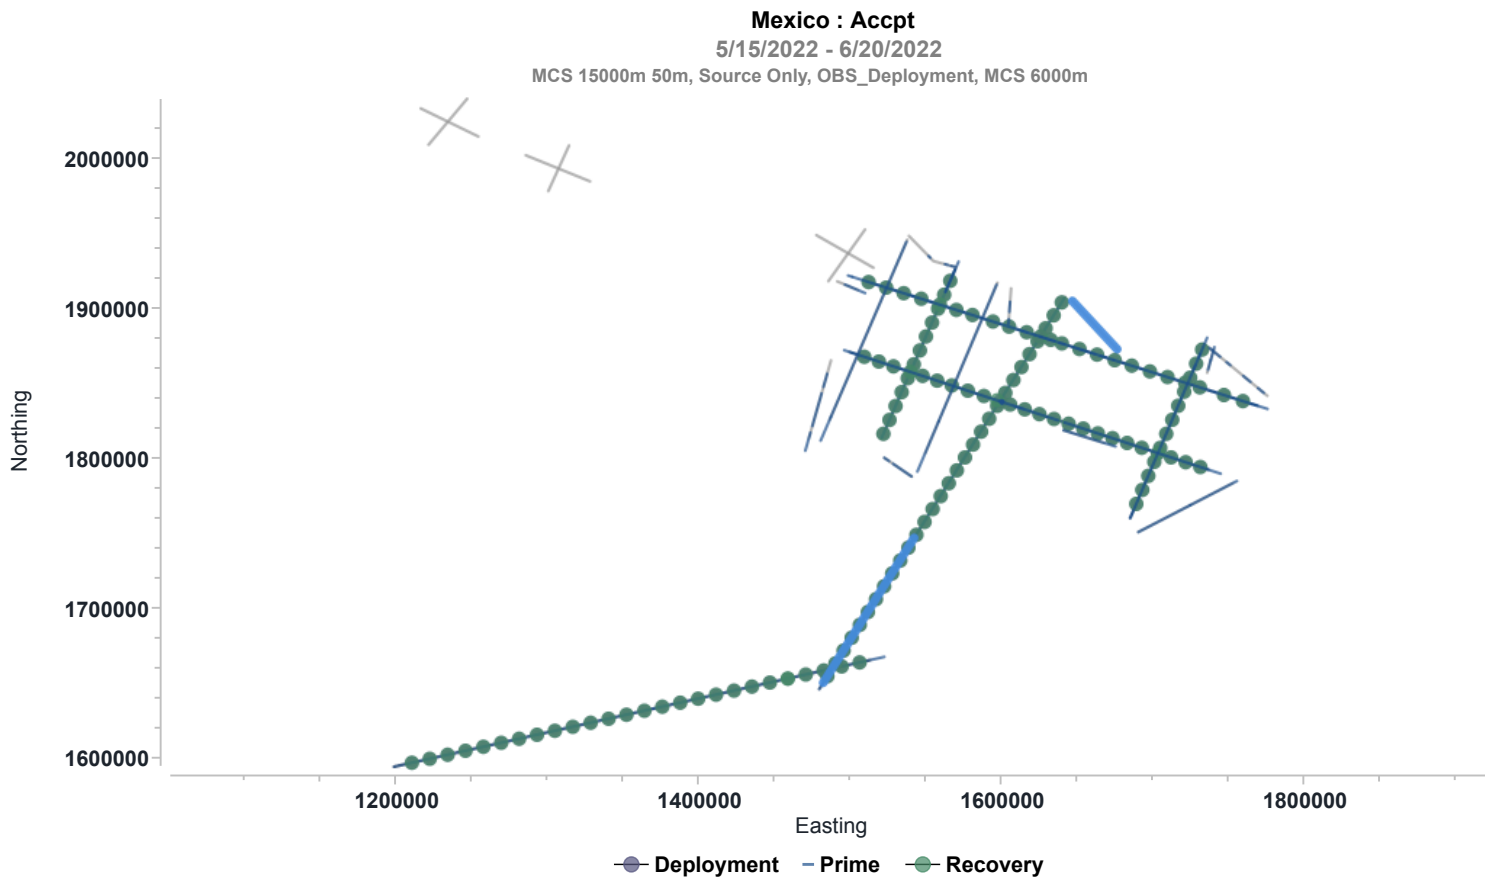 Mexico : Accpt
5/15/2022 - 6/20/2022
MCS 15000m 50m, Source Only, OBS_Deployment, MCS 6000m
Northing
2000000
1900000
1800000
1700000
1600000
1200000 1400000 1600000 1800000
Easting
Deployment Prime Recovery